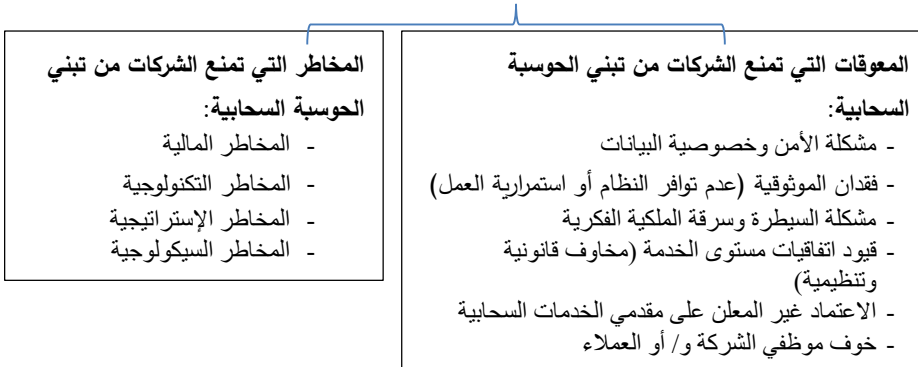 المعوقات التي تمنع الشركات من تبني الحوسبة
السحابية:
- مشكلة الأمن وخصوصية البيانات
- فقدان الموثوقية (عدم توافر النظام أو استمرارية العمل)
- مشكلة السيطرة وسرقة الملكية الفكرية
- قيود اتفاقيات مستوى الخدمة (مخاوف قانونية
وتنظيمية)
- الاعتماد غير المعلن على مقدمي الخدمات السحابية
- خوف موظفي الشركة و/ أو العملاء
المخاطر التي تمنع الشركات من تبني
الحوسبة السحابية:
- المخاطر المالية
- المخاطر التكنولوجية
- المخاطر الإستراتيجية
- المخاطر السيكولوجية